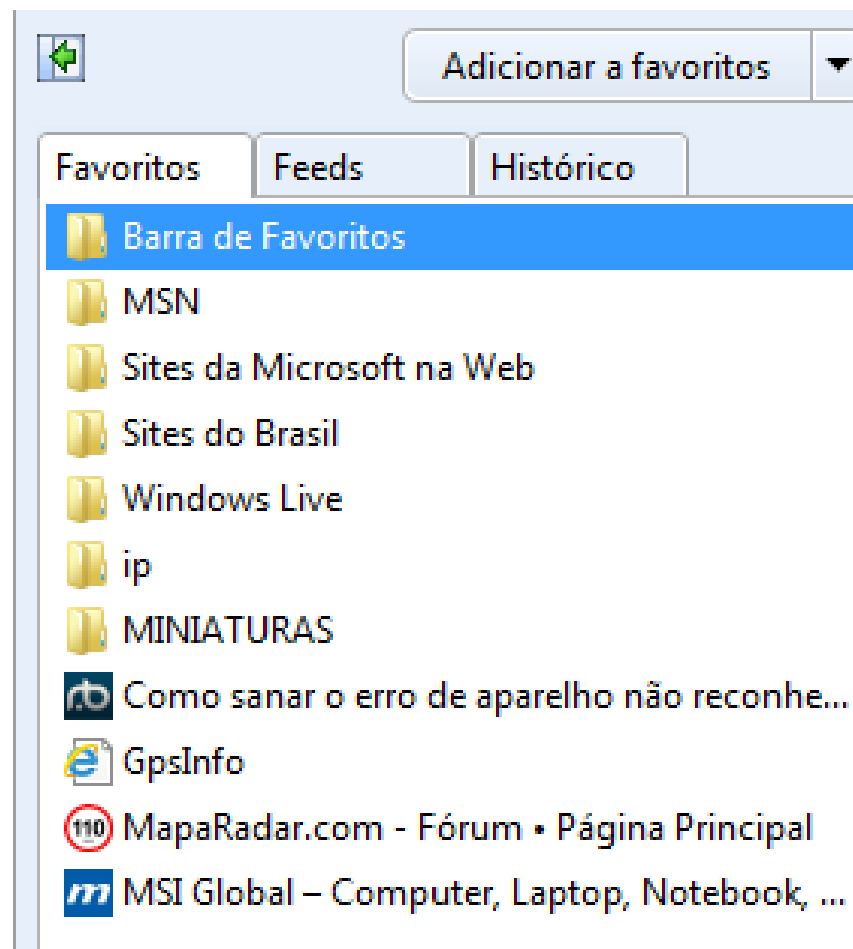 Adicionar a favoritos
Favoritos Feeds Histórico
Barra de Favoritos
MSN
Sites da Microsoft na Web
Sites do Brasil
Windows Live
ip
MINIATURAS
Como sanar o erro de aparelho não reconhe...
GpsInfo
110 MapaRadar.com - Fórum • Página Principal
m MSI Global – Computer, Laptop, Notebook, ...